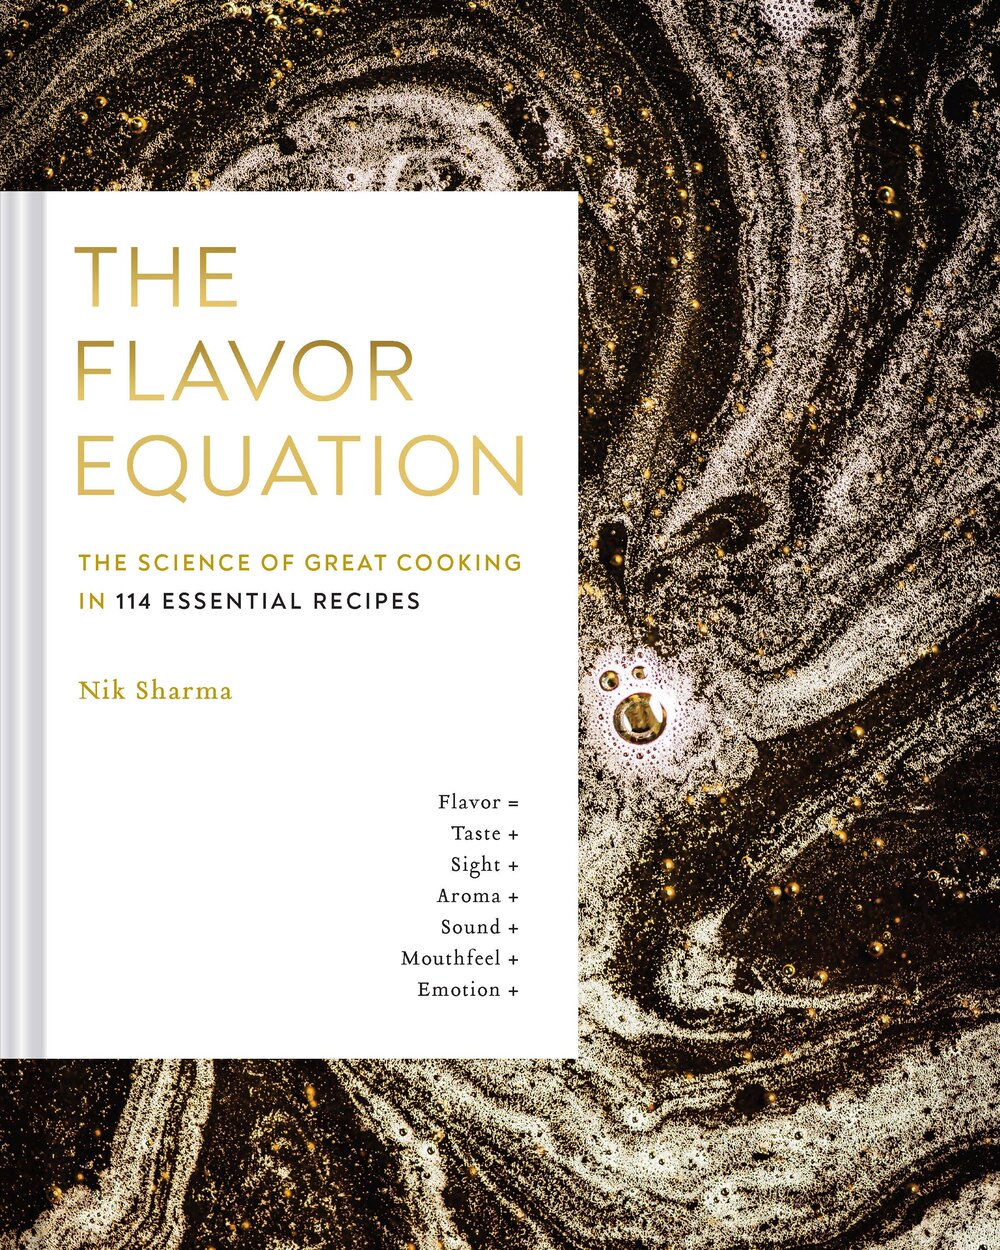 THE
FLAVOR
EQUATION
THE SCIENCE OF GREAT COOKING
IN 114 ESSENTIAL RECIPES
Nik Sharma
Flavor =
Taste +
Sight +
Aroma +
Sound +
Mouthfeel +
Emotion +